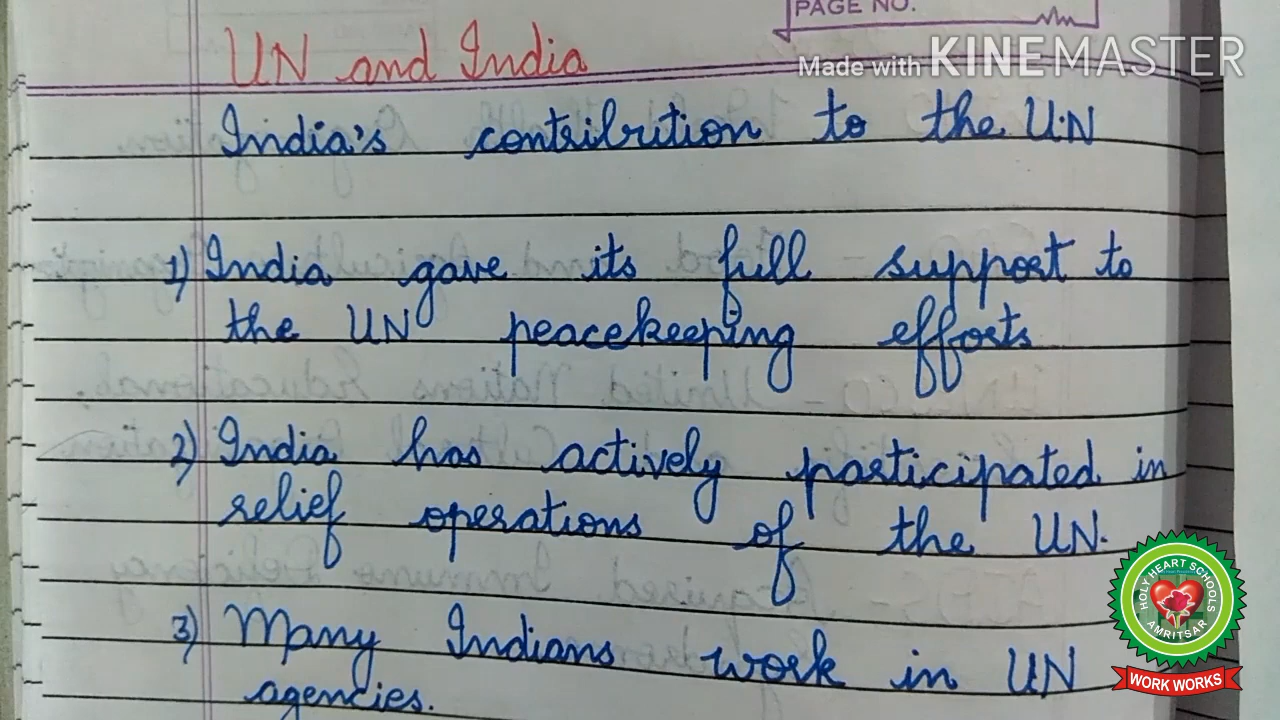 PAGE NO.
Made with KINEMASTER
UN and India
India's contribution to the U.N
1) India gave its full support to
the UN peacekeeping efforts
2) India has actively participated in
relief operations of the UN.
3) Many Indians work in UN
agencies.
HOLY HEART SCHOOLS
AMRITSAR
WORK WORKS